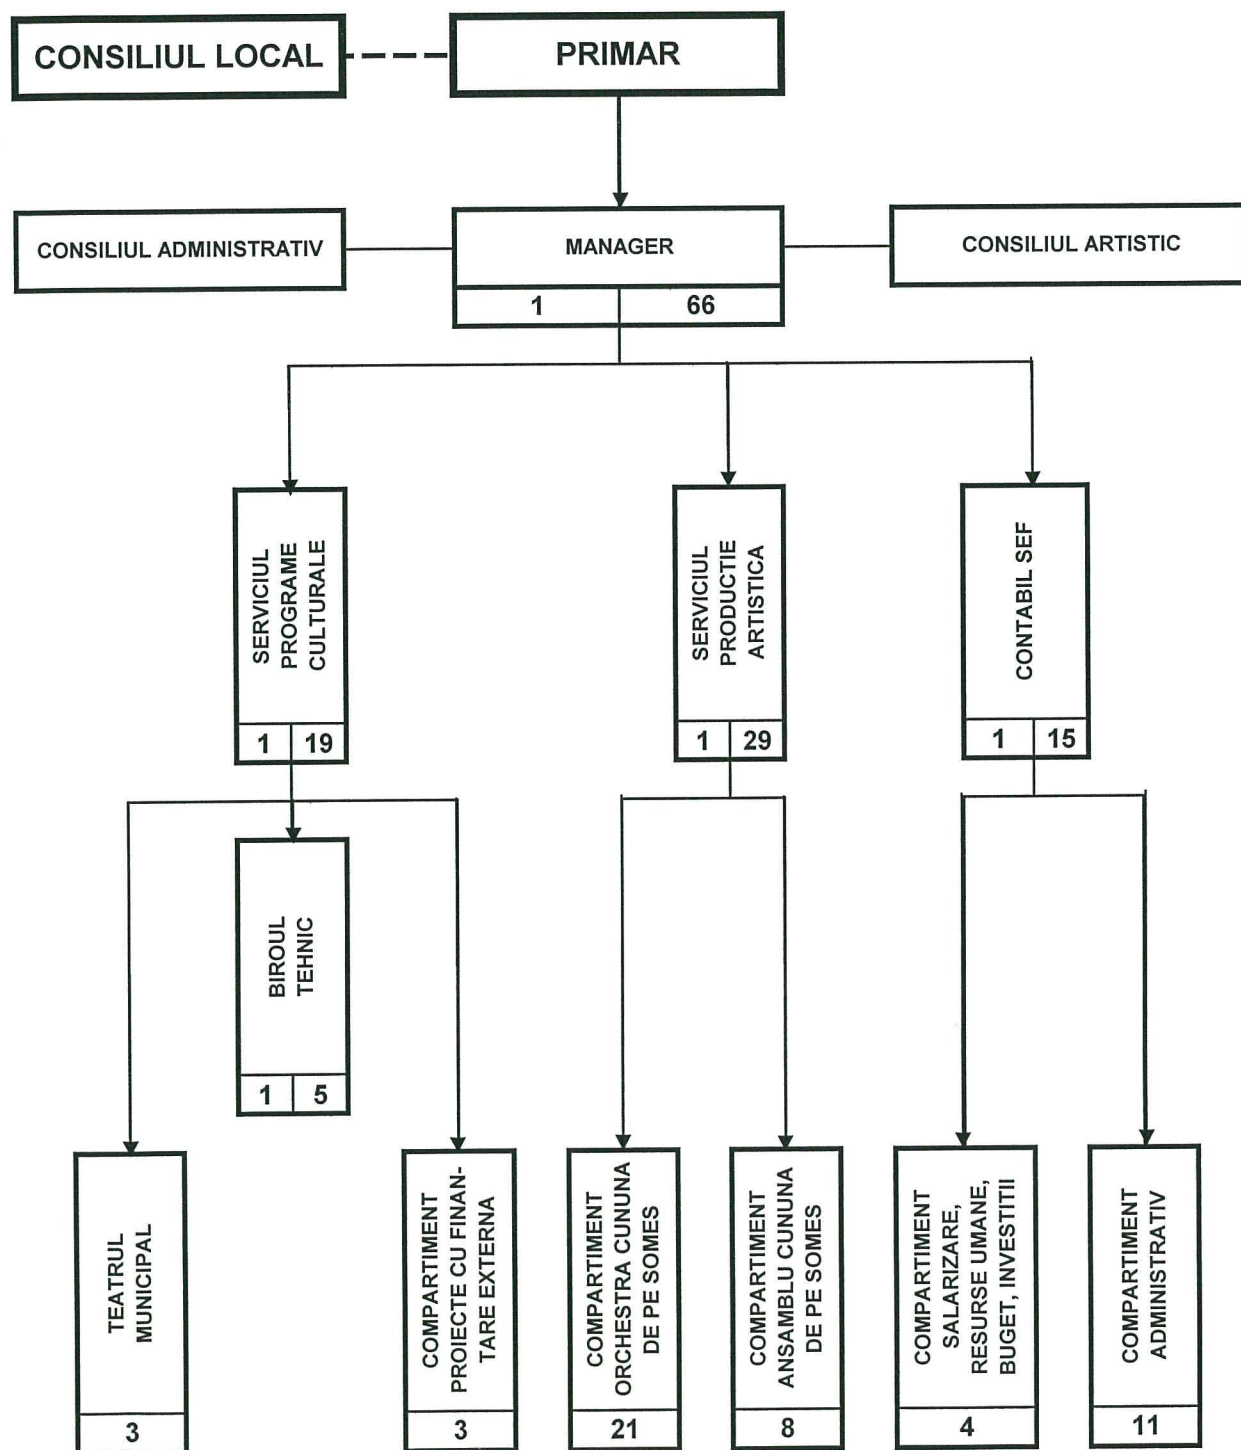 CONSILIUL LOCAL
PRIMAR
CONSILIUL ADMINISTRATIV
MANAGER
CONSILIUL ARTISTIC
1
66
SERVICIUL
PROGRAME
CULTURALE
1
19
SERVICIUL
PRODUCTIE
ARTISTICA
1
29
CONTABIL SEF
1
15
BIROUL
TEHNIC
1
5
TEATRUL
MUNICIPAL
3
COMPARTIMENT
PROIECTE CU FINAN-
TARE EXTERNA
3
COMPARTIMENT
ORCHESTRA CUNUNA
DE PE SOMES
21
COMPARTIMENT
ANSAMBLU CUNUNA
DE PE SOMES
8
COMPARTIMENT
SALARIZARE,
RESURSE UMANE,
BUGET, INVESTITII
4
COMPARTIMENT
ADMINISTRATIV
11